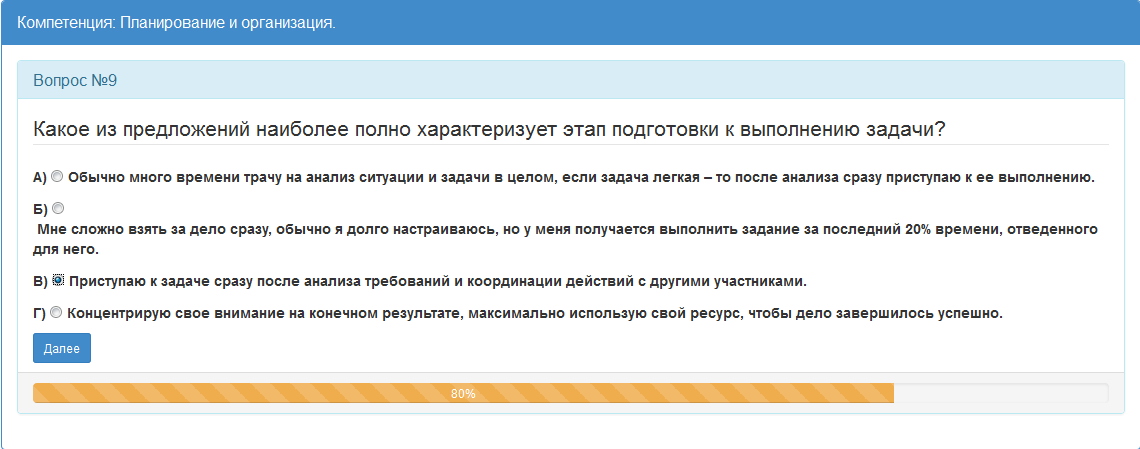 Компетенция: Планирование и организация.
Вопрос №9
Какое из предложений наиболее полно характеризует этап подготовки к выполнению задачи?
А) Обычно много времени трачу на анализ ситуации и задачи в целом, если задача легкая – то после анализа сразу приступаю к ее выполнению.
Б)
Мне сложно взять за дело сразу, обычно я долго настраиваюсь, но у меня получается выполнить задание за последний 20% времени, отведенного
для него.
В) Приступаю к задаче сразу после анализа требований и координации действий с другими участниками.
Г) Концентрирую свое внимание на конечном результате, максимально использую свой ресурс, чтобы дело завершилось успешно.
Далее
80%